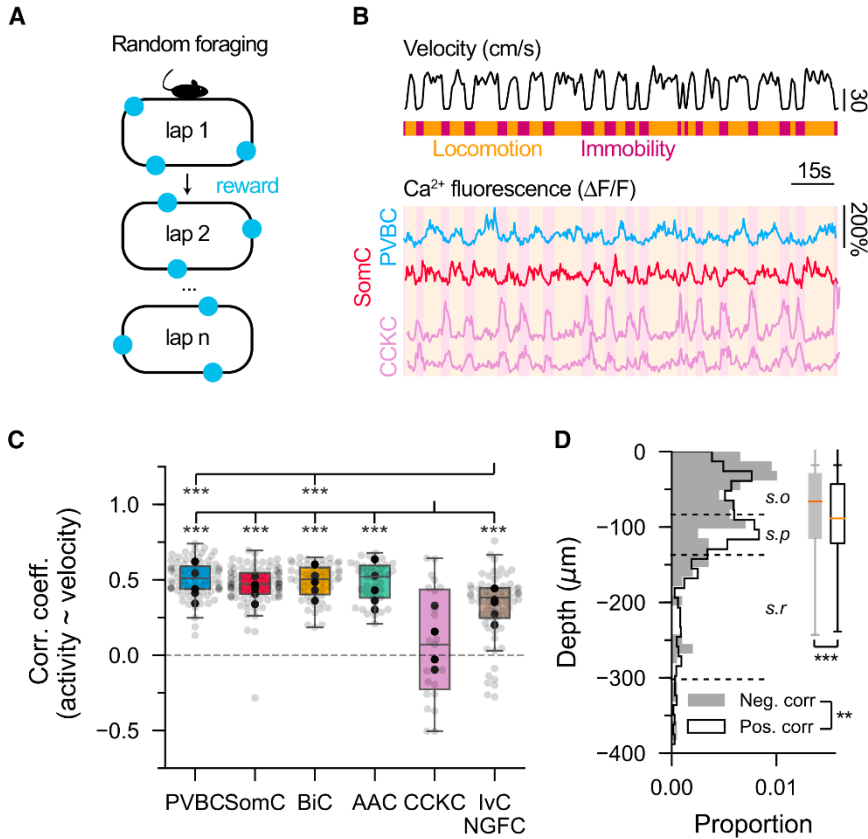 A
Random foraging
lap 1
reward
lap 2
...
lap n
B
Velocity (cm/s)
30
Locomotion
Immobility
15s
Ca2+ fluorescence (ΔF/F)
200%
PVBC
SomC
CCKC
C
Corr. coeff.
(activity ~ velocity)
1.0
0.5
0.0
−0.5
*** ***
*** *** *** *** ***
PVBC SomC BiC AAC CCKC IvC
NGFC
D
Depth (μm)
0
−100
−200
−300
−400
s.o
s.p
s.r
***
Neg. corr
Pos. corr
**
0.00 0.01
Proportion